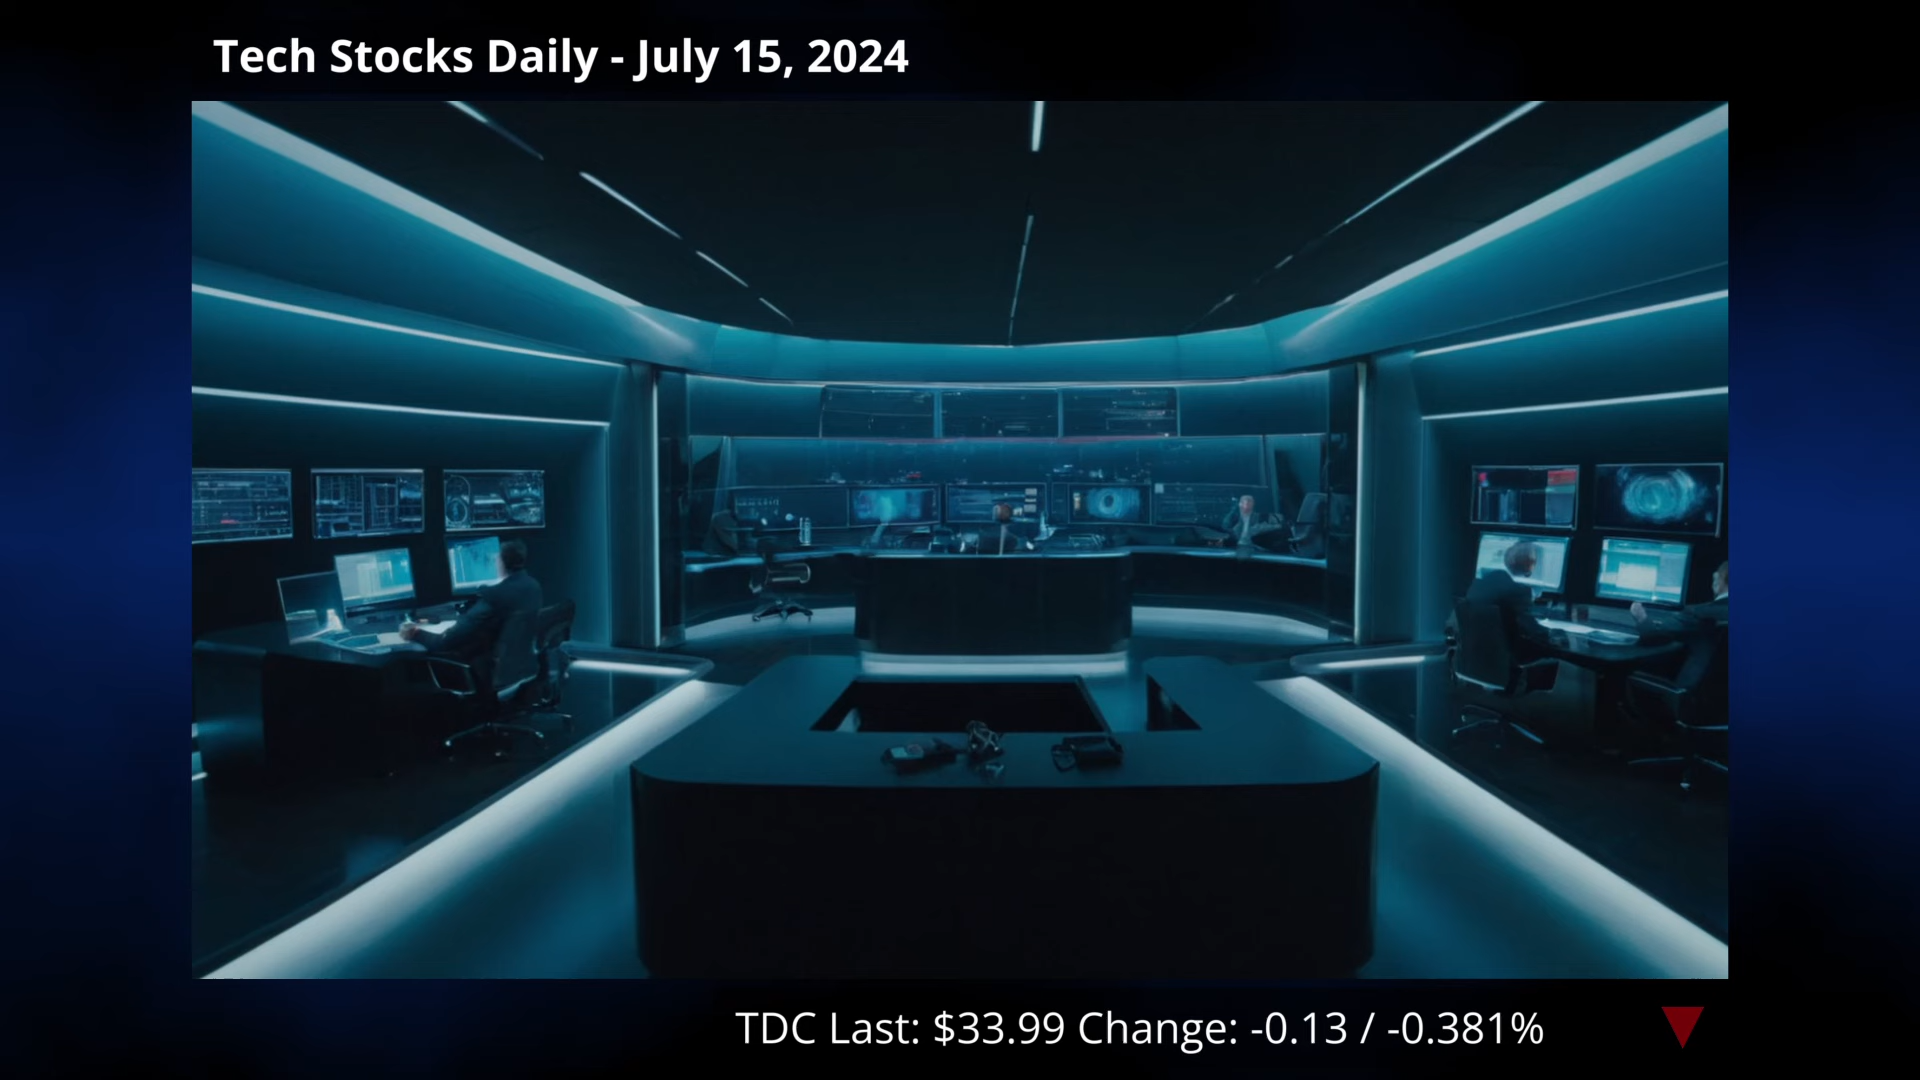 Tech Stocks Daily - July 15, 2024
TDC Last: $33.99 Change: -0.13 / -0.381%